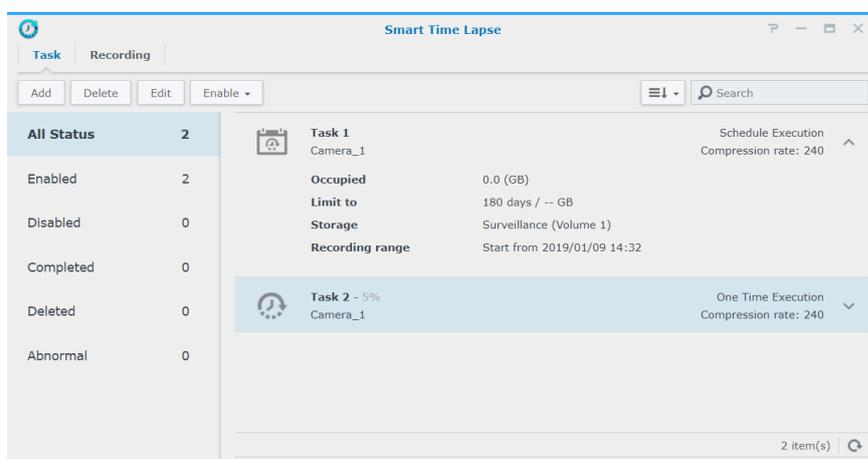 Smart Time Lapse
Task Recording
Add Delete Edit Enable Search
All Status 2
Enabled 2
Disabled 0
Completed 0
Deleted 0
Abnormal 0
Task 1 Schedule Execution
Camera_1 Compression rate: 240
Occupied 0.0 (GB)
Limit to 180 days / -- GB
Storage Surveillance (Volume 1)
Recording range Start from 2019/01/09 14:32
Task 2 - 5% One Time Execution
Camera_1 Compression rate: 240
2 item(s)